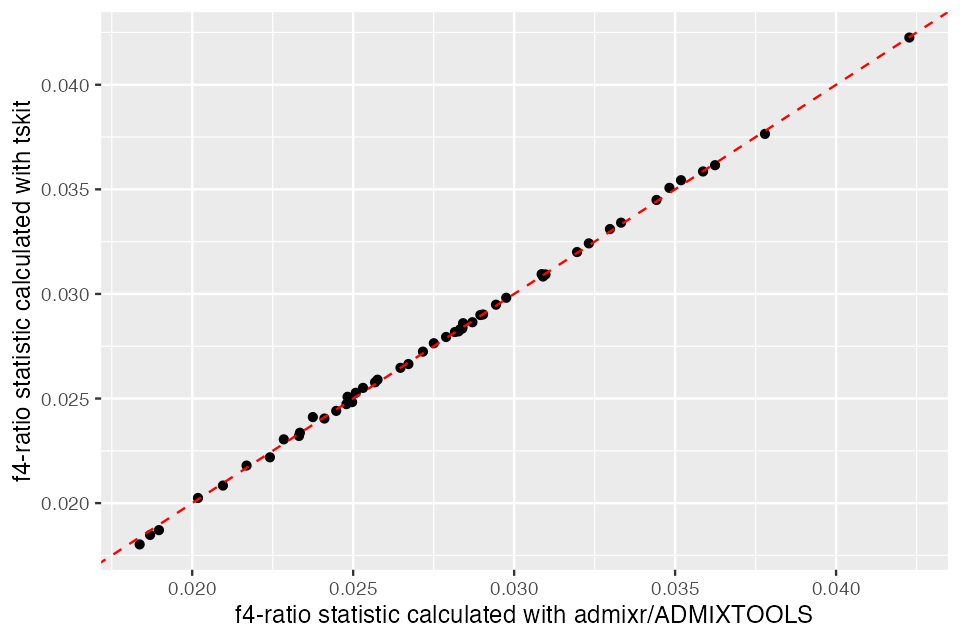 f4-ratio statistic calculated with tskit
0.040
0.035
0.030
0.025
0.020
0.020 0.025 0.030 0.035 0.040
f4-ratio statistic calculated with admixr/ADMIXTOOLS